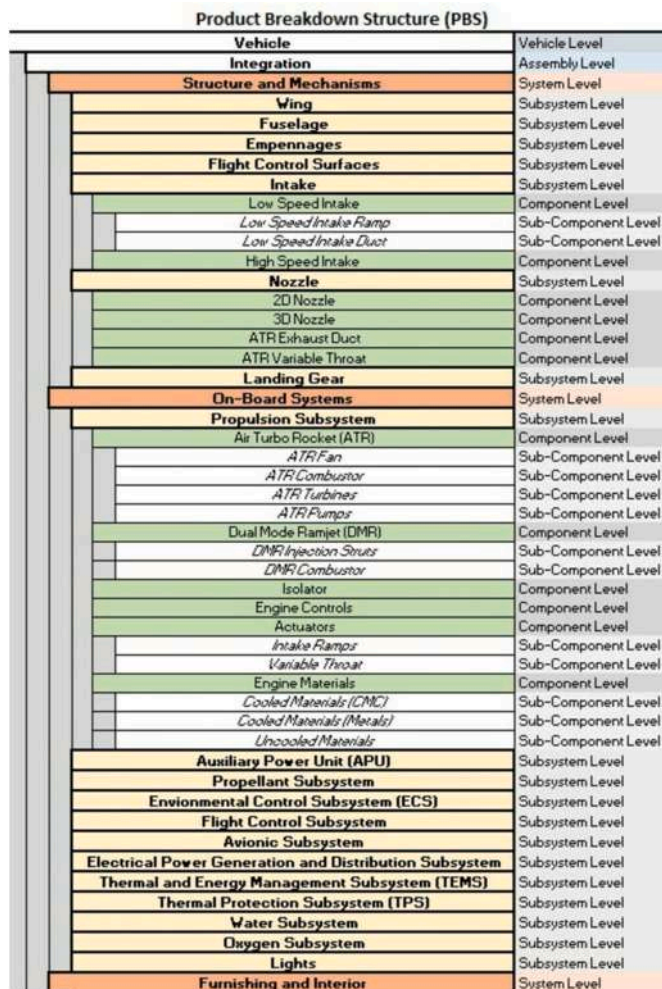 Product Breakdown Structure (PBS)
Vehicle Vehicle Level
Integration Assembly Level
Structure and Mechanisms System Level
Wing Subsystem Level
Fuselage Subsystem Level
Empennages Subsystem Level
Flight Control Surfaces Subsystem Level
Intake Subsystem Level
Low Speed Intake Component Level
Low Speed Intake Ramp Sub-Component Level
Low Speed Intake Duct Sub-Component Level
High Speed Intake Component Level
Nozzle Subsystem Level
2D Nozzle Component Level
3D Nozzle Component Level
ATR Exhaust Duct Component Level
ATR Variable Throat Component Level
Landing Gear Subsystem Level
On-Board Systems System Level
Propulsion Subsystem Subsystem Level
Air Turbo Rocket (ATR) Component Level
ATR Fan Sub-Component Level
ATR Combustor Sub-Component Level
ATR Turbines Sub-Component Level
ATR Pumps Sub-Component Level
Dual Mode Ramjet (DMR) Component Level
DMR Injection Struts Sub-Component Level
DMR Combustor Sub-Component Level
Isolator Component Level
Engine Controls Component Level
Actuators Component Level
Intake Ramps Sub-Component Level
Variable Throat Sub-Component Level
Engine Materials Component Level
Cooled Materials (CMC) Sub-Component Level
Cooled Materials (Metals) Sub-Component Level
Uncooled Materials Sub-Component Level
Auxiliary Power Unit (APU) Subsystem Level
Propellant Subsystem Subsystem Level
Envionmental Control Subsystem (ECS) Subsystem Level
Flight Control Subsystem Subsystem Level
Avionic Subsystem Subsystem Level
Electrical Power Generation and Distribution Subsystem Subsystem Level
Thermal and Energy Management Subsystem (TEMS) Subsystem Level
Thermal Protection Subsystem (TPS) Subsystem Level
Water Subsystem Subsystem Level
Oxygen Subsystem Subsystem Level
Lights Subsystem Level
Furnishing and Interior System Level